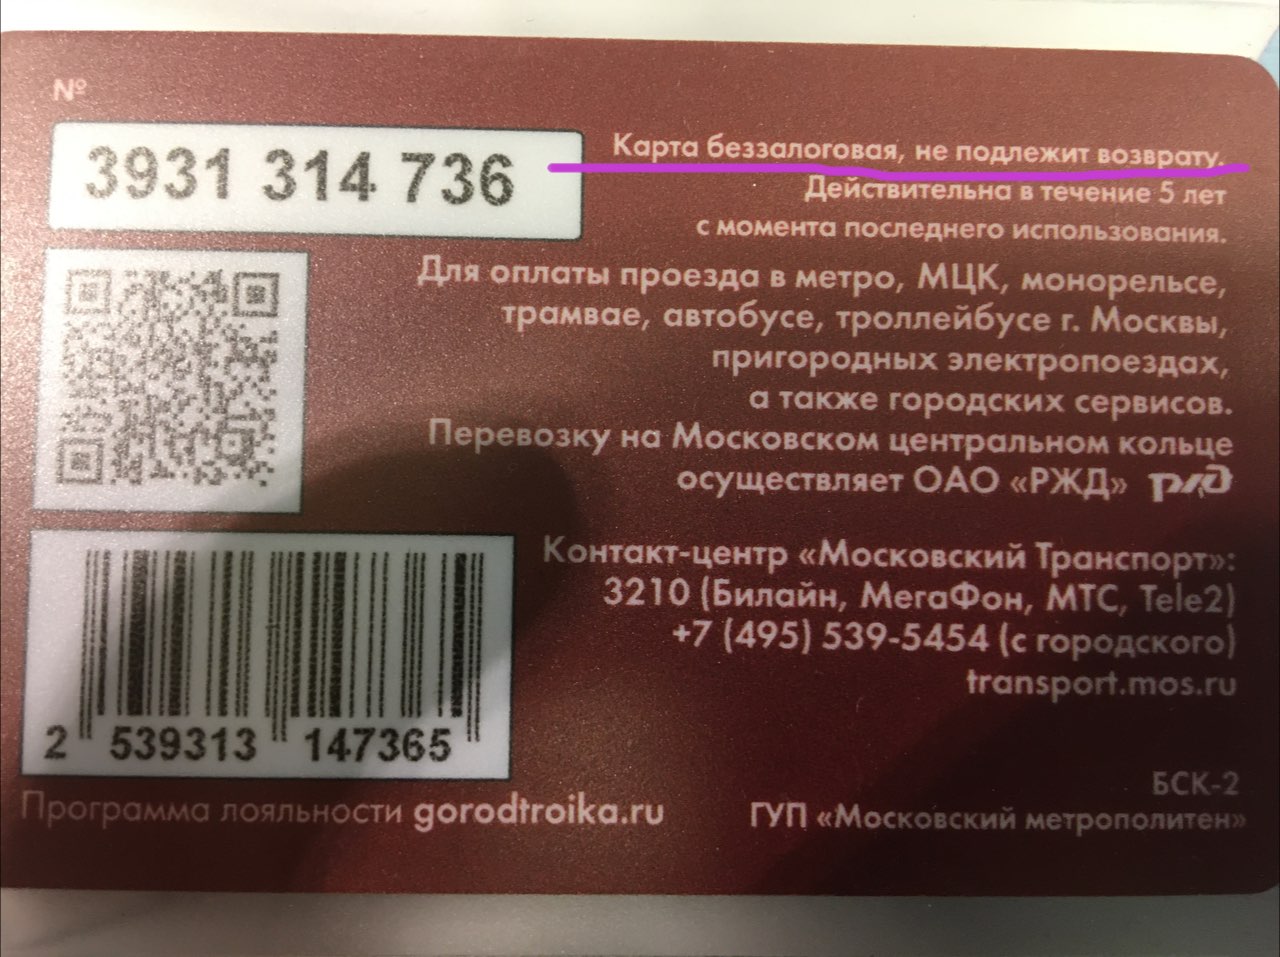 №
3931 314 736
Карта беззалоговая, не подлежит возврату.
Действительна в течение 5 лет
с момента последнего использования.
Для оплаты проезда в метро, МЦК, монорельсе,
трамвае, автобусе, троллейбусе г. Москвы,
пригородных электропоездах,
а также городских сервисов.
Перевозку на Московском центральном кольце
осуществляет ОАО «РЖД» РЖД
Контакт-центр «Московский Транспорт»:
3210 (Билайн, МегаФон, МТС, Tele2)
+7 (495) 539-5454 (с городского)
transport.mos.ru
2 539313 147365
Программа лояльности gorodtroika.ru
БСК-2
ГУП «Московский метрополитен»